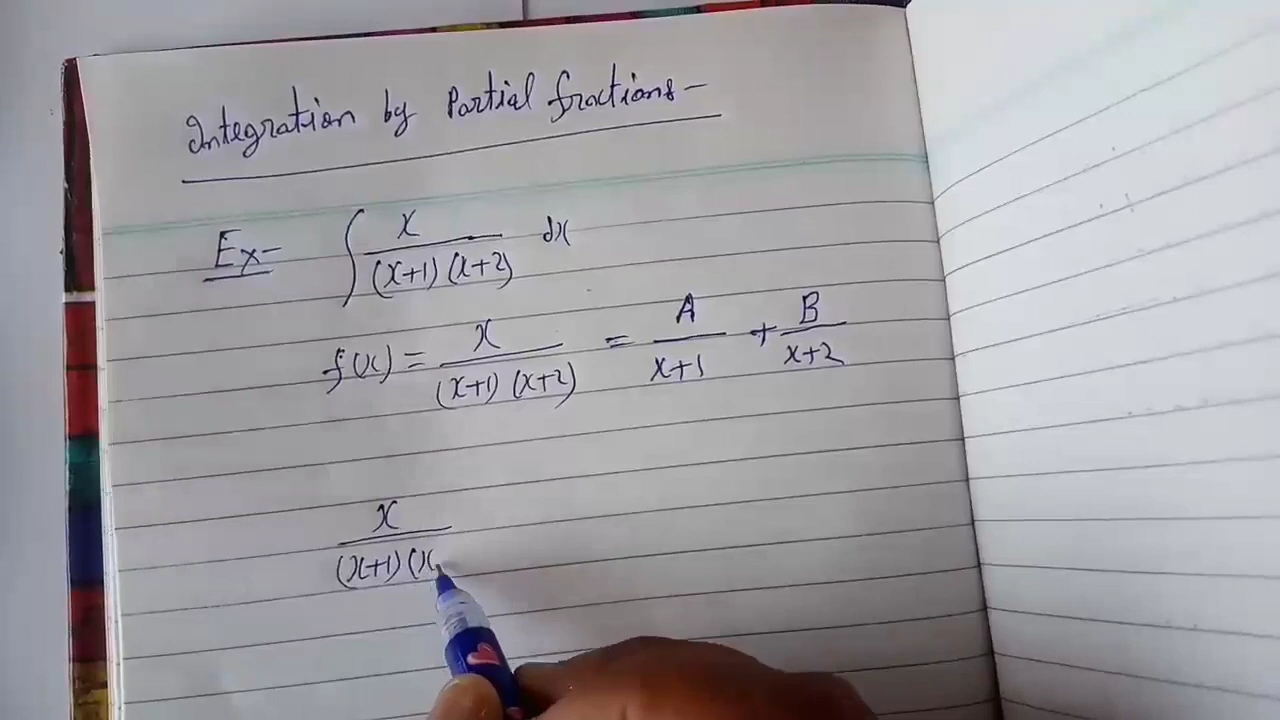 Integration by Partial fractions-
Ex- ∫ x/((x+1)(x+2)) dx
f(x) = x/((x+1)(x+2)) = A/(x+1) + B/(x+2)
x/((x+1)(x